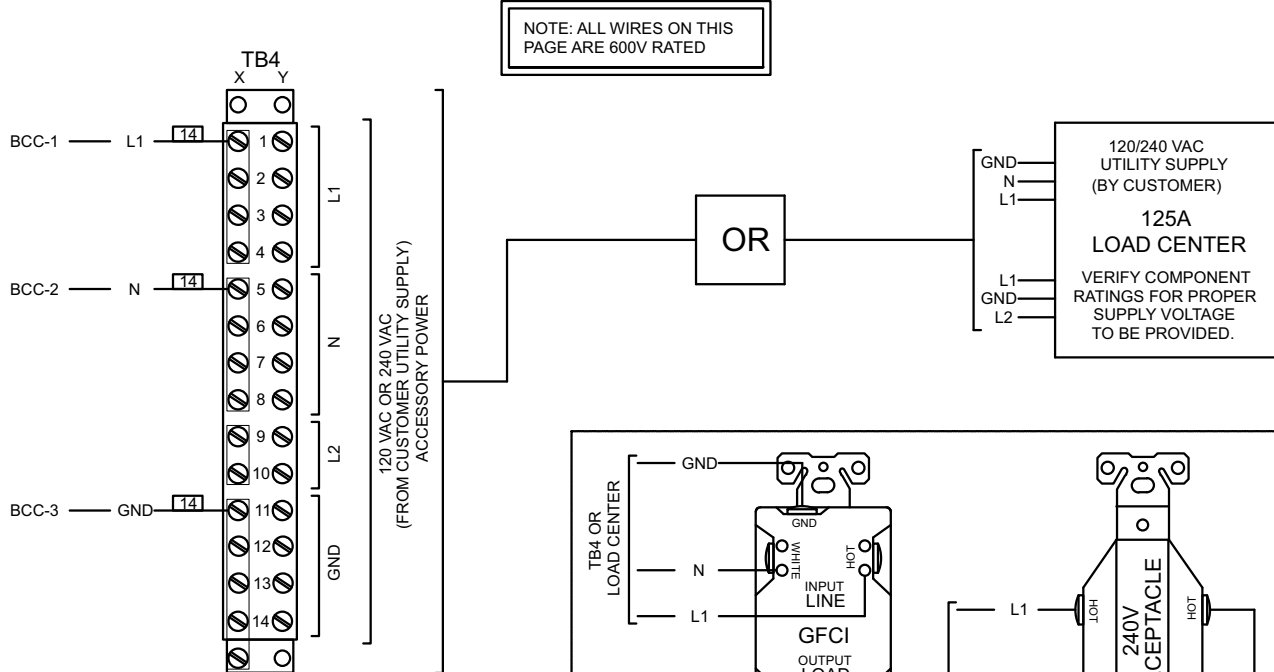 NOTE: ALL WIRES ON THIS
PAGE ARE 600V RATED
TB4
X Y
BCC-1 L1 14 1
2
3
4
L1
BCC-2 N 14 5
6
7
8
N
9
10
L2
BCC-3 GND 14 11
12
13
14
GND
120 VAC OR 240 VAC
(FROM CUSTOMER UTILITY SUPPLY)
ACCESSORY POWER
OR
GND
N
L1
L1
GND
L2
120/240 VAC
UTILITY SUPPLY
(BY CUSTOMER)
125A
LOAD CENTER
VERIFY COMPONENT
RATINGS FOR PROPER
SUPPLY VOLTAGE
TO BE PROVIDED.
TB4 OR
LOAD CENTER
GND
N
L1
GND
WHITE
HOT
INPUT
LINE
GFCI
OUTPUT
LOAD
L1
HOT
240V
CEPTACLE
HOT